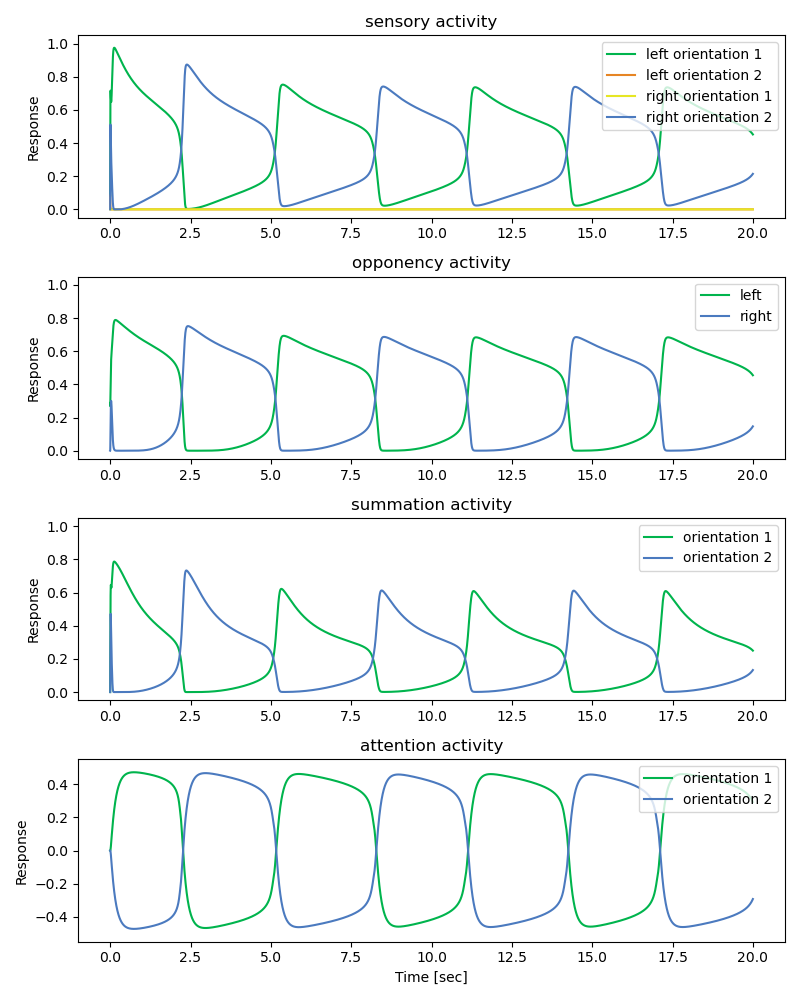 sensory activity
1.0
0.8
0.6
0.4
0.2
0.0
Response
left orientation 1
left orientation 2
right orientation 1
right orientation 2
0.0 2.5 5.0 7.5 10.0 12.5 15.0 17.5 20.0
opponency activity
1.0
0.8
0.6
0.4
0.2
0.0
Response
left
right
0.0 2.5 5.0 7.5 10.0 12.5 15.0 17.5 20.0
summation activity
1.0
0.8
0.6
0.4
0.2
0.0
Response
orientation 1
orientation 2
0.0 2.5 5.0 7.5 10.0 12.5 15.0 17.5 20.0
attention activity
0.4
0.2
0.0
−0.2
−0.4
Response
orientation 1
orientation 2
0.0 2.5 5.0 7.5 10.0 12.5 15.0 17.5 20.0
Time [sec]